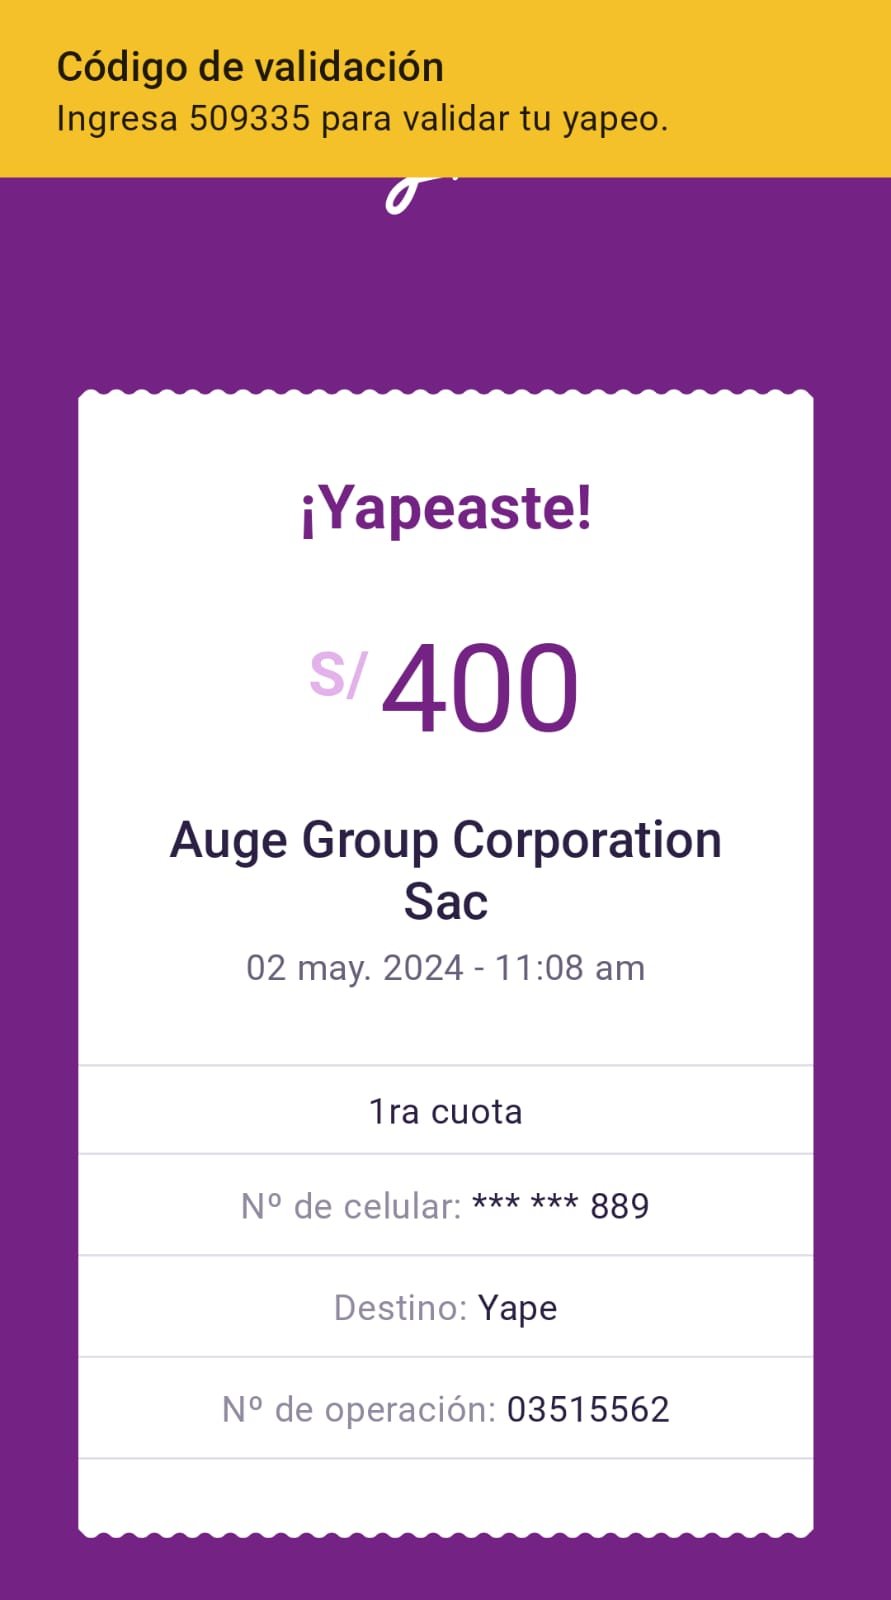 Código de validación
Ingresa 509335 para validar tu yapeo.
¡Yapeaste!
S/ 400
Auge Group Corporation
Sac
02 may. 2024 - 11:08 am
1ra cuota
Nº de celular: *** *** 889
Destino: Yape
Nº de operación: 03515562